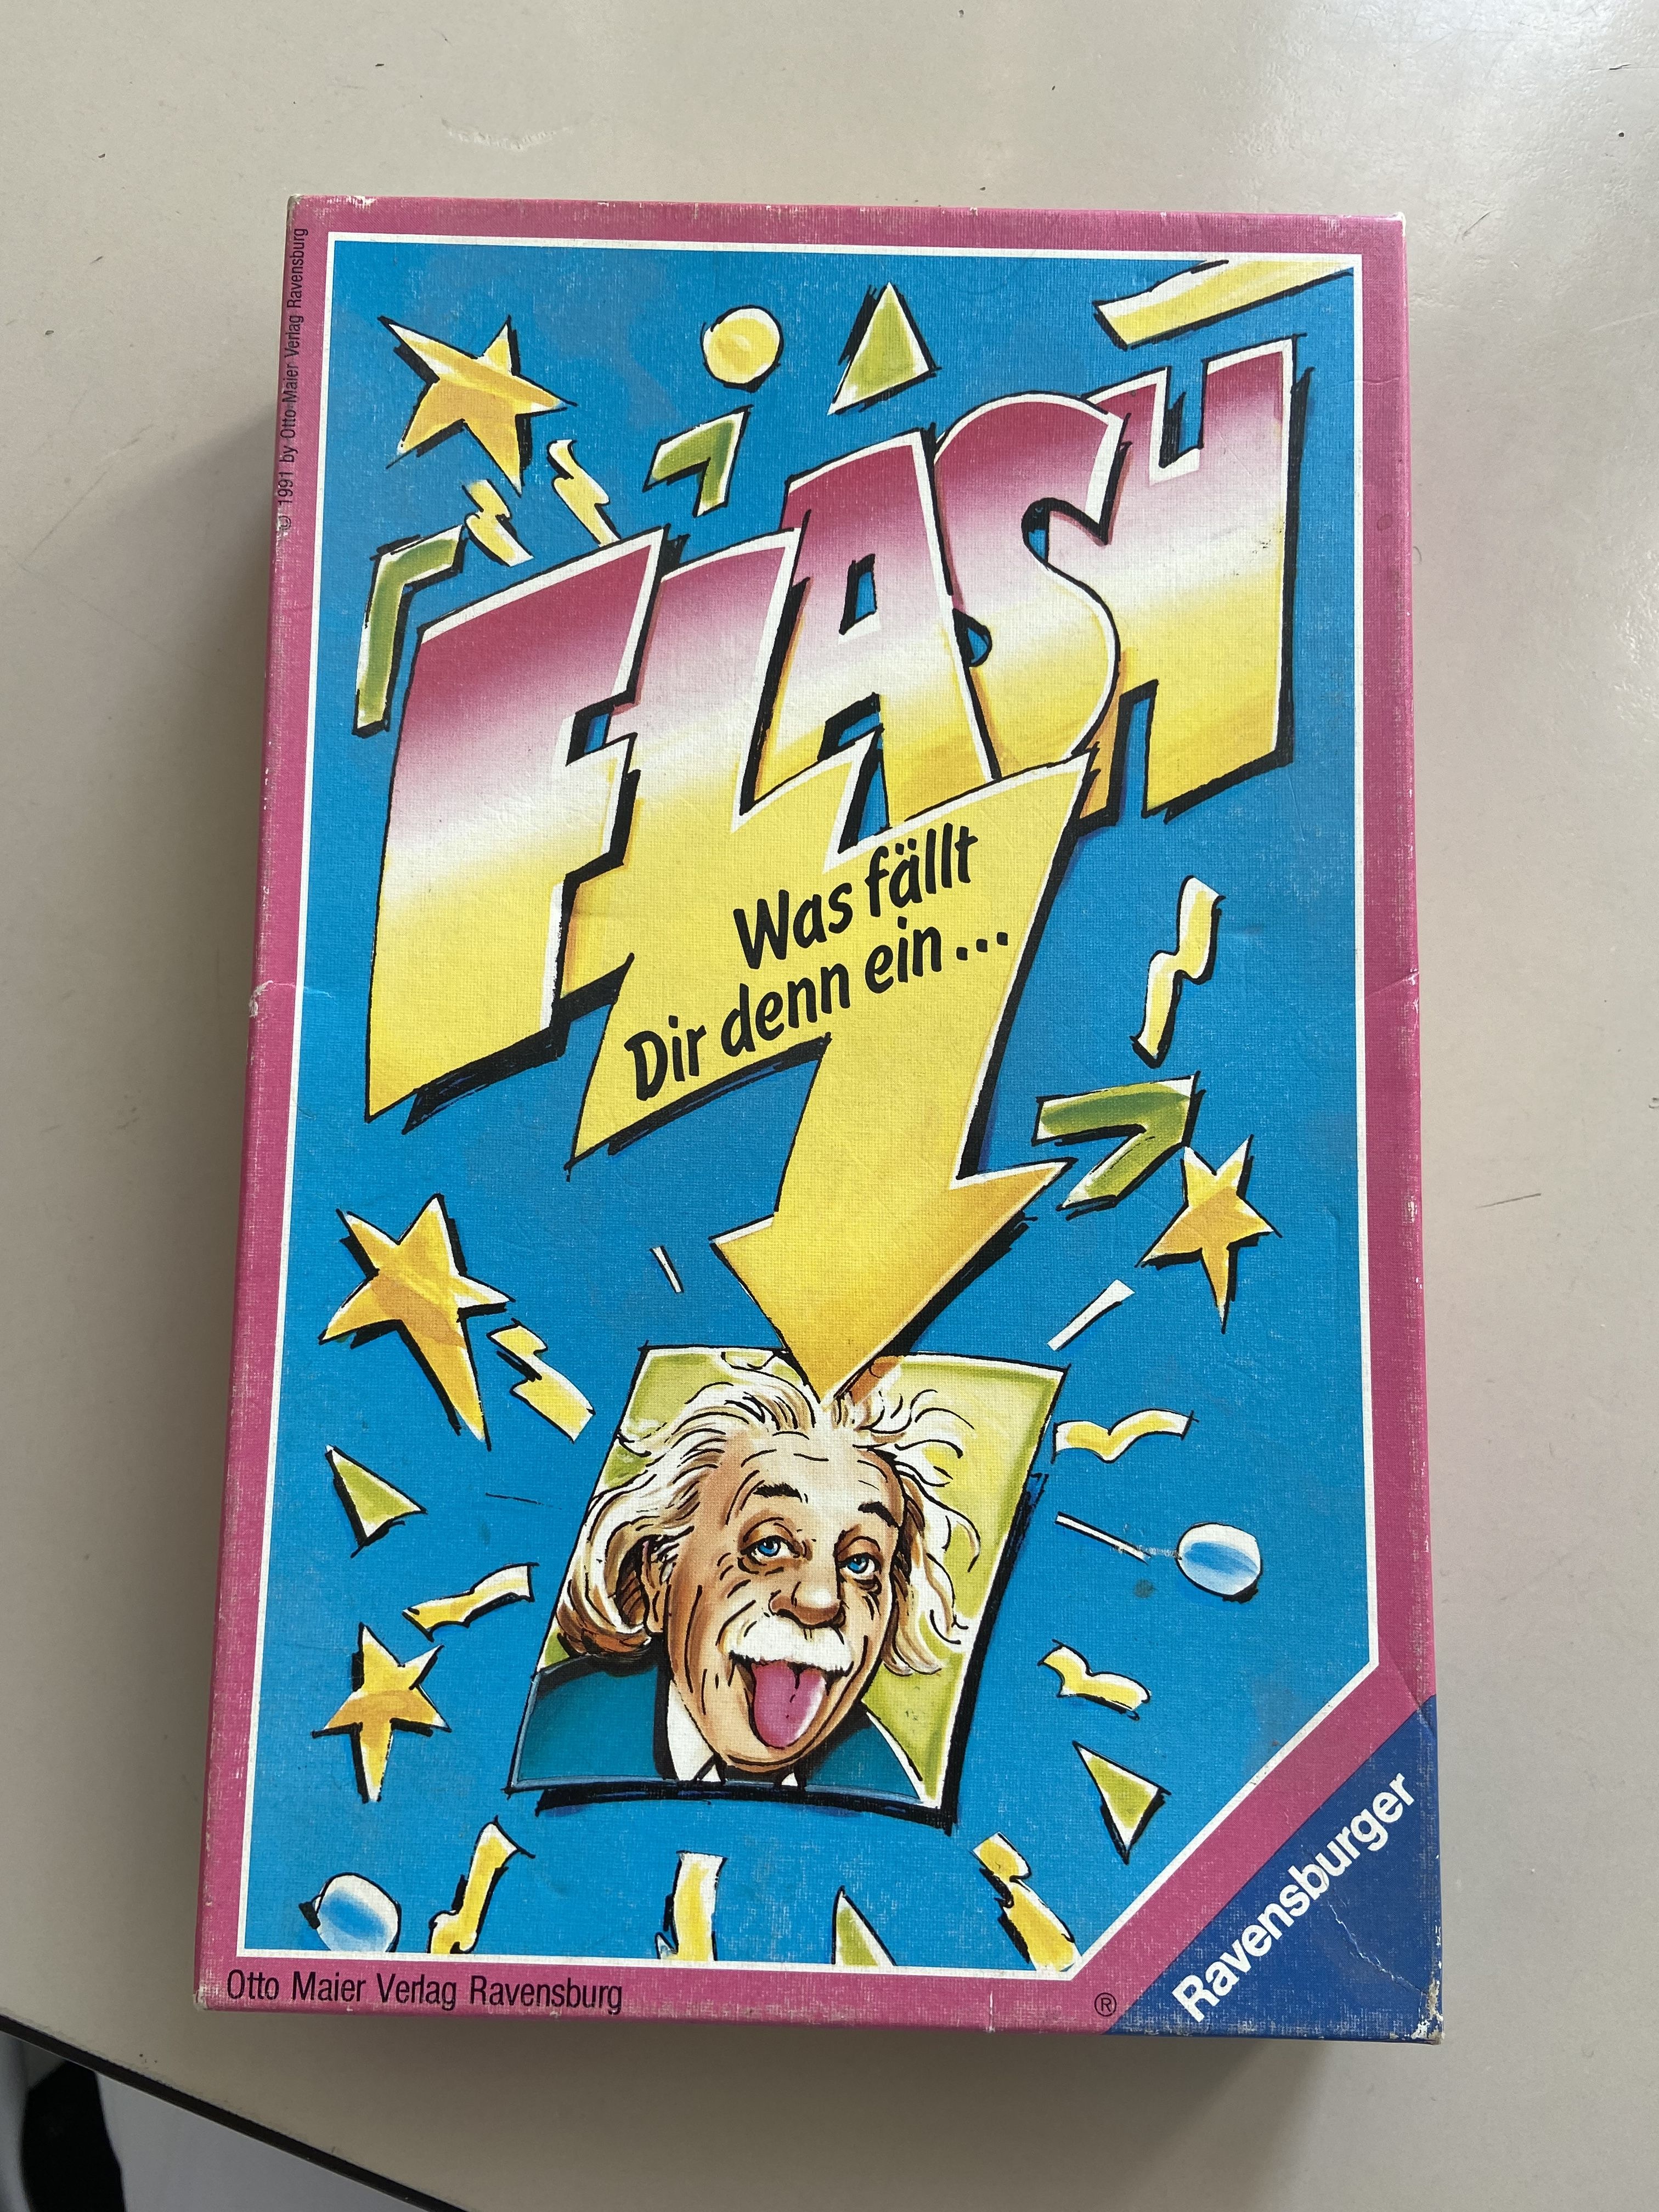 © 1991 by Otto Maier Verlag Ravensburg
FLASH
Was fällt
Dir denn ein...
Otto Maier Verlag Ravensburg
®
Ravensburger